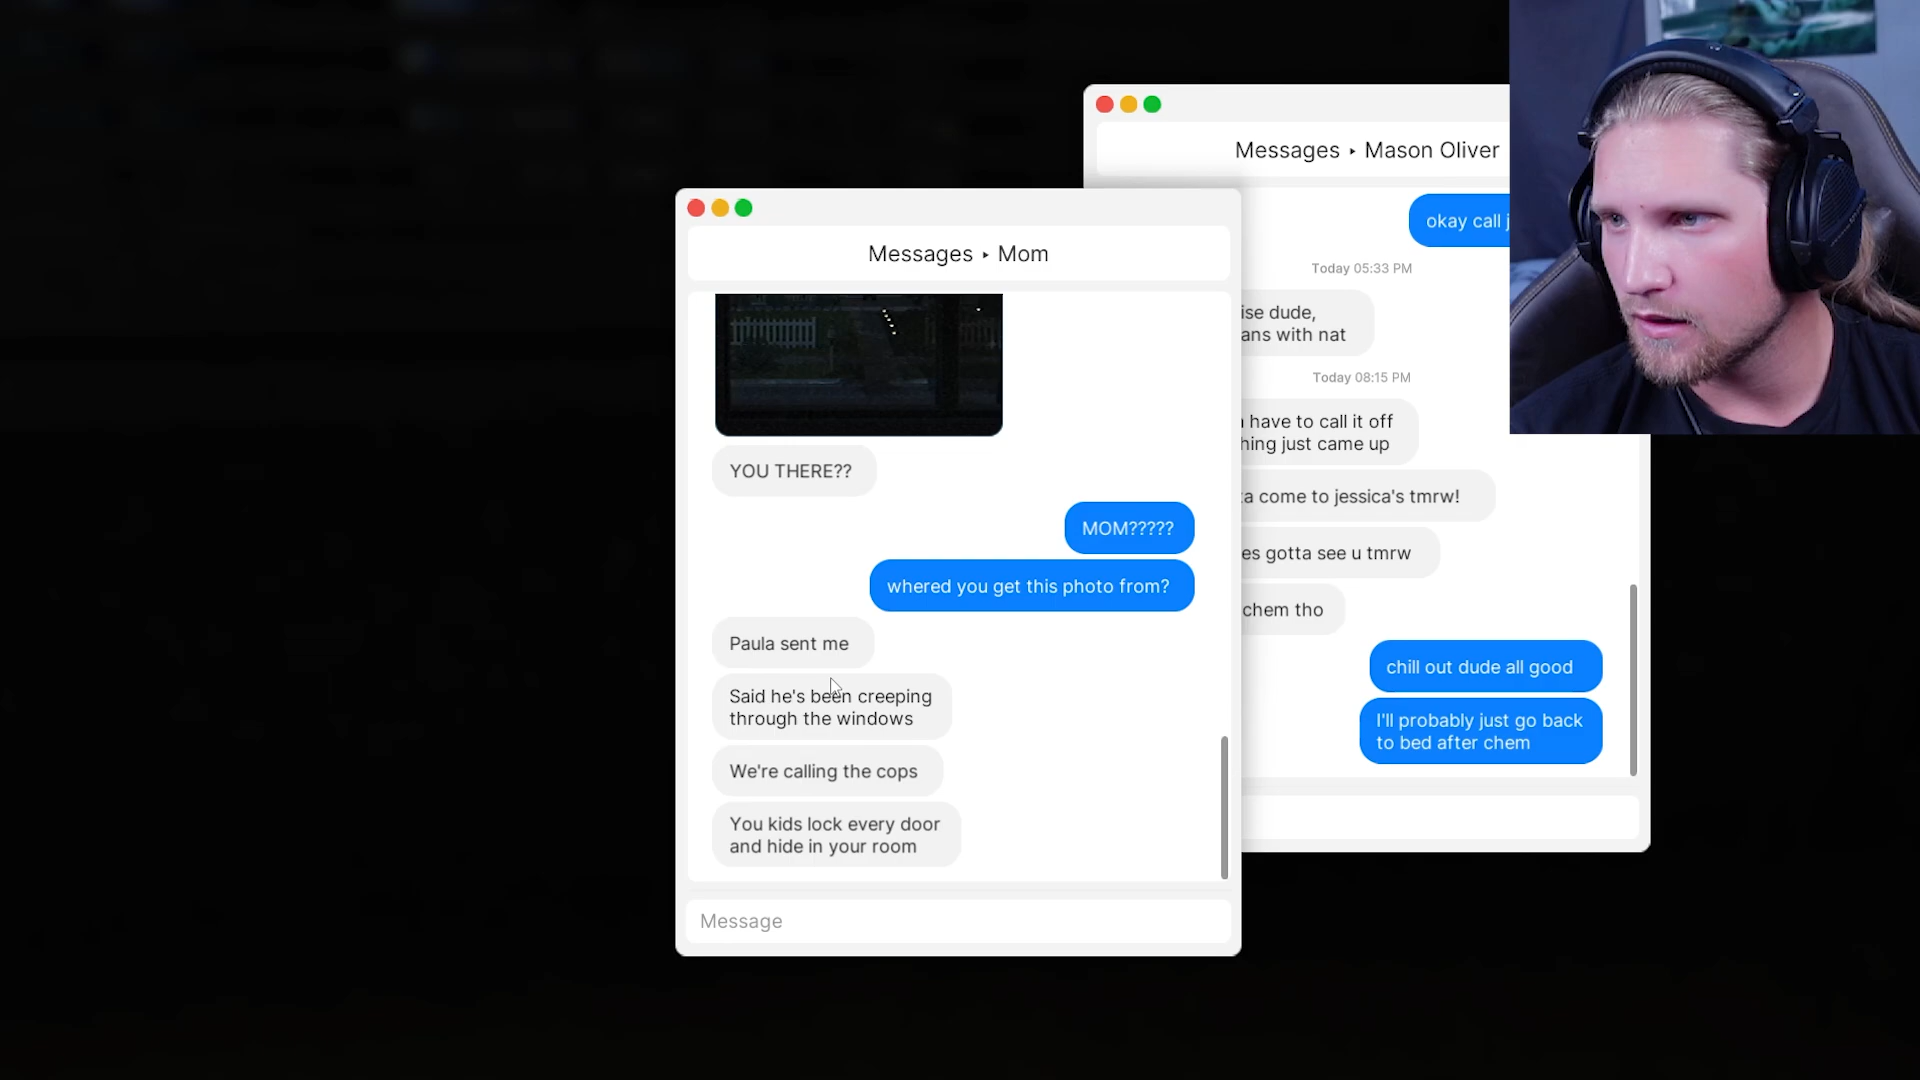 Messages ‣ Mason Oliver
okay call
Today 05:33 PM
dude,
with nat
Today 08:15 PM
have to call it off
just came up
come to jessica's tmrw!
gotta see u tmrw
chem tho
chill out dude all good
I'll probably just go back
to bed after chem
Messages ‣ Mom
YOU THERE??
MOM?????
whered you get this photo from?
Paula sent me
Said he's been creeping
through the windows
We're calling the cops
You kids lock every door
and hide in your room
Message